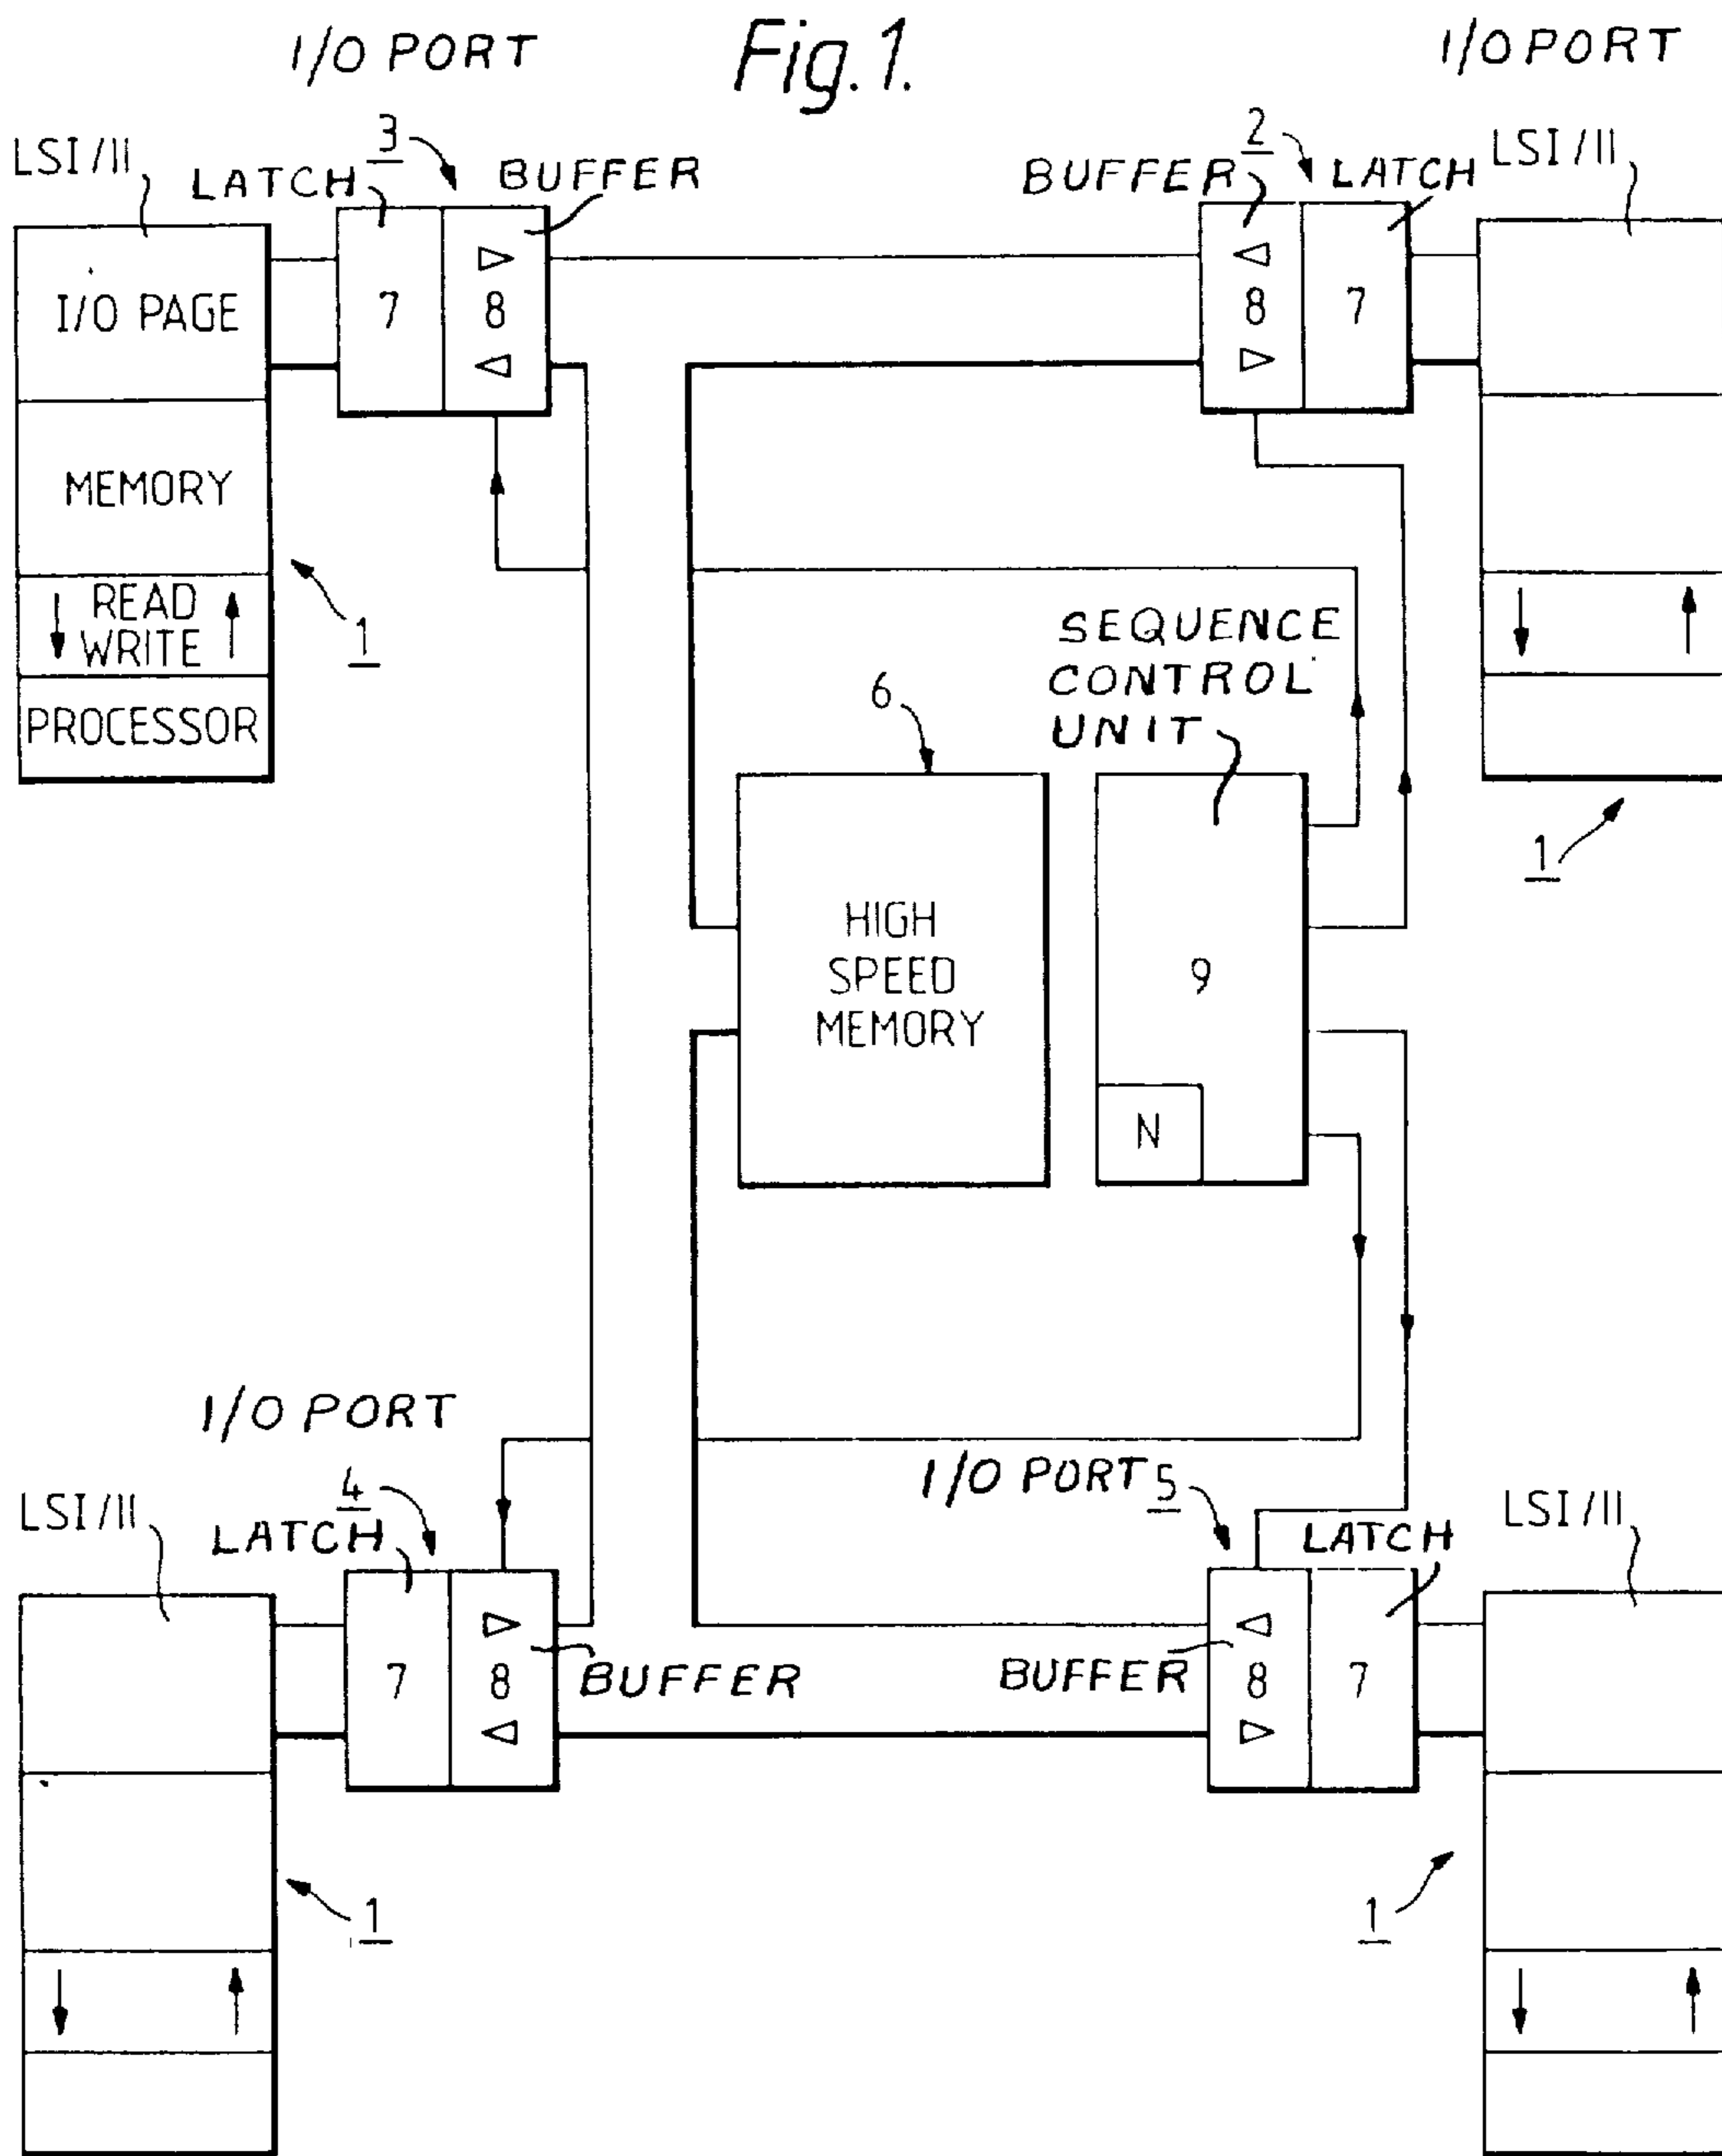 Fig. 1.
I/O PORT
I/O PORT
LSI/II
LATCH
3
BUFFER
BUFFER
2
LATCH
LSI/II
I/O PAGE
7
8
8
7
MEMORY
READ
WRITE
1
PROCESSOR
SEQUENCE
CONTROL
UNIT
6
1
HIGH
SPEED
MEMORY
9
N
I/O PORT
I/O PORT
5
LSI/II
4
LATCH
LATCH
LSI/II
7
8
BUFFER
BUFFER
8
7
1
1